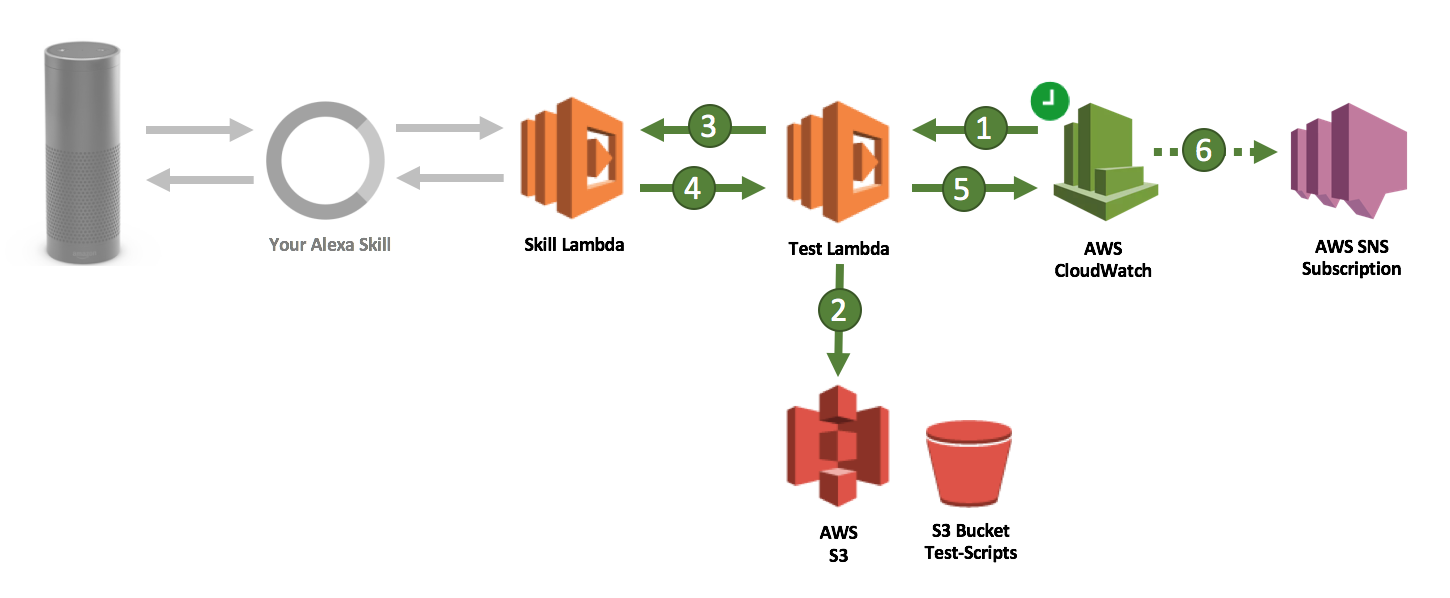 3
1
6
4
5
Your Alexa Skill
Skill Lambda
Test Lambda
AWS
CloudWatch
AWS SNS
Subscription
2
AWS
S3
S3 Bucket
Test-Scripts